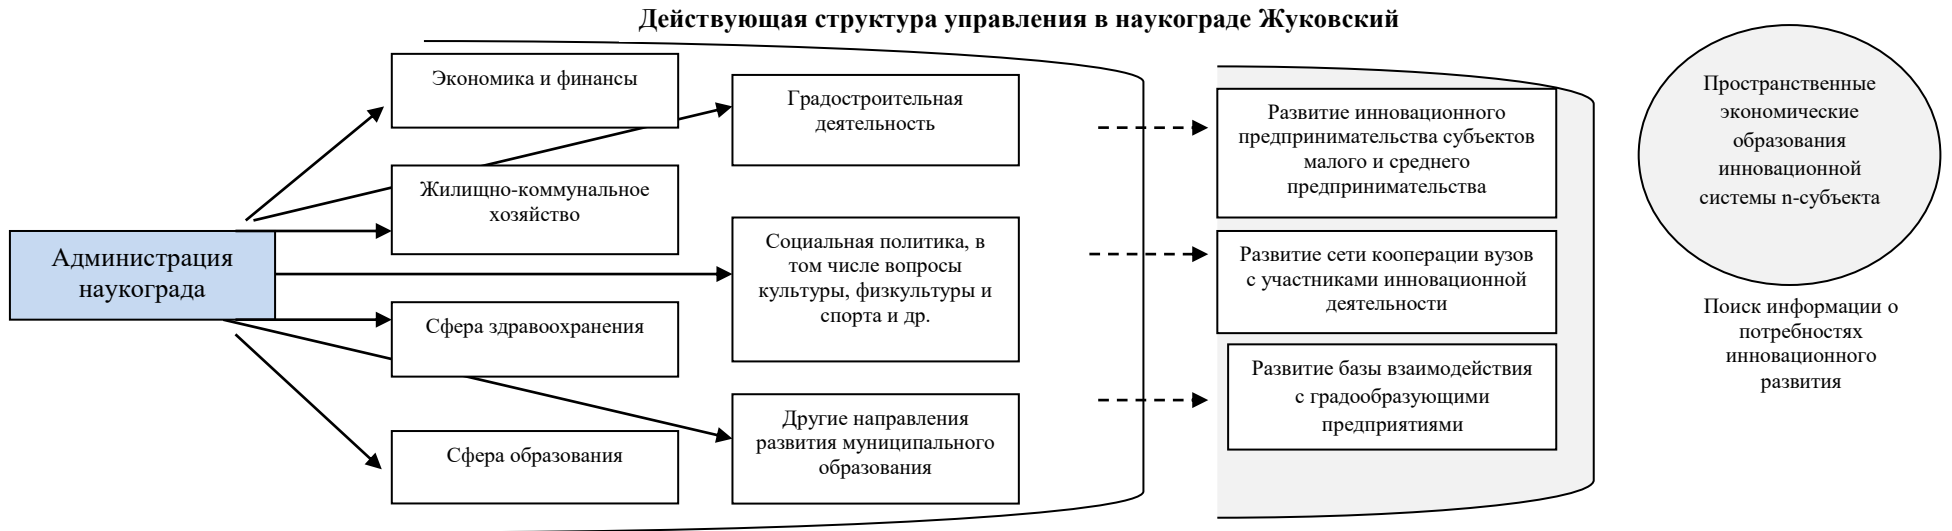 Действующая структура управления в наукограде Жуковский
Администрация
наукограда
Экономика и финансы
Жилищно-коммунальное
хозяйство
Сфера здравоохранения
Сфера образования
Градостроительная
деятельность
Социальная политика, в
том числе вопросы
культуры, физкультуры и
спорта и др.
Другие направления
развития муниципального
образования
Развитие инновационного
предпринимательства субъектов
малого и среднего
предпринимательства
Развитие сети кооперации вузов
с участниками инновационной
деятельности
Развитие базы взаимодействия
с градообразующими
предприятиями
Пространственные
экономические
образования
инновационной
системы n-субъекта
Поиск информации о
потребностях
инновационного
развития